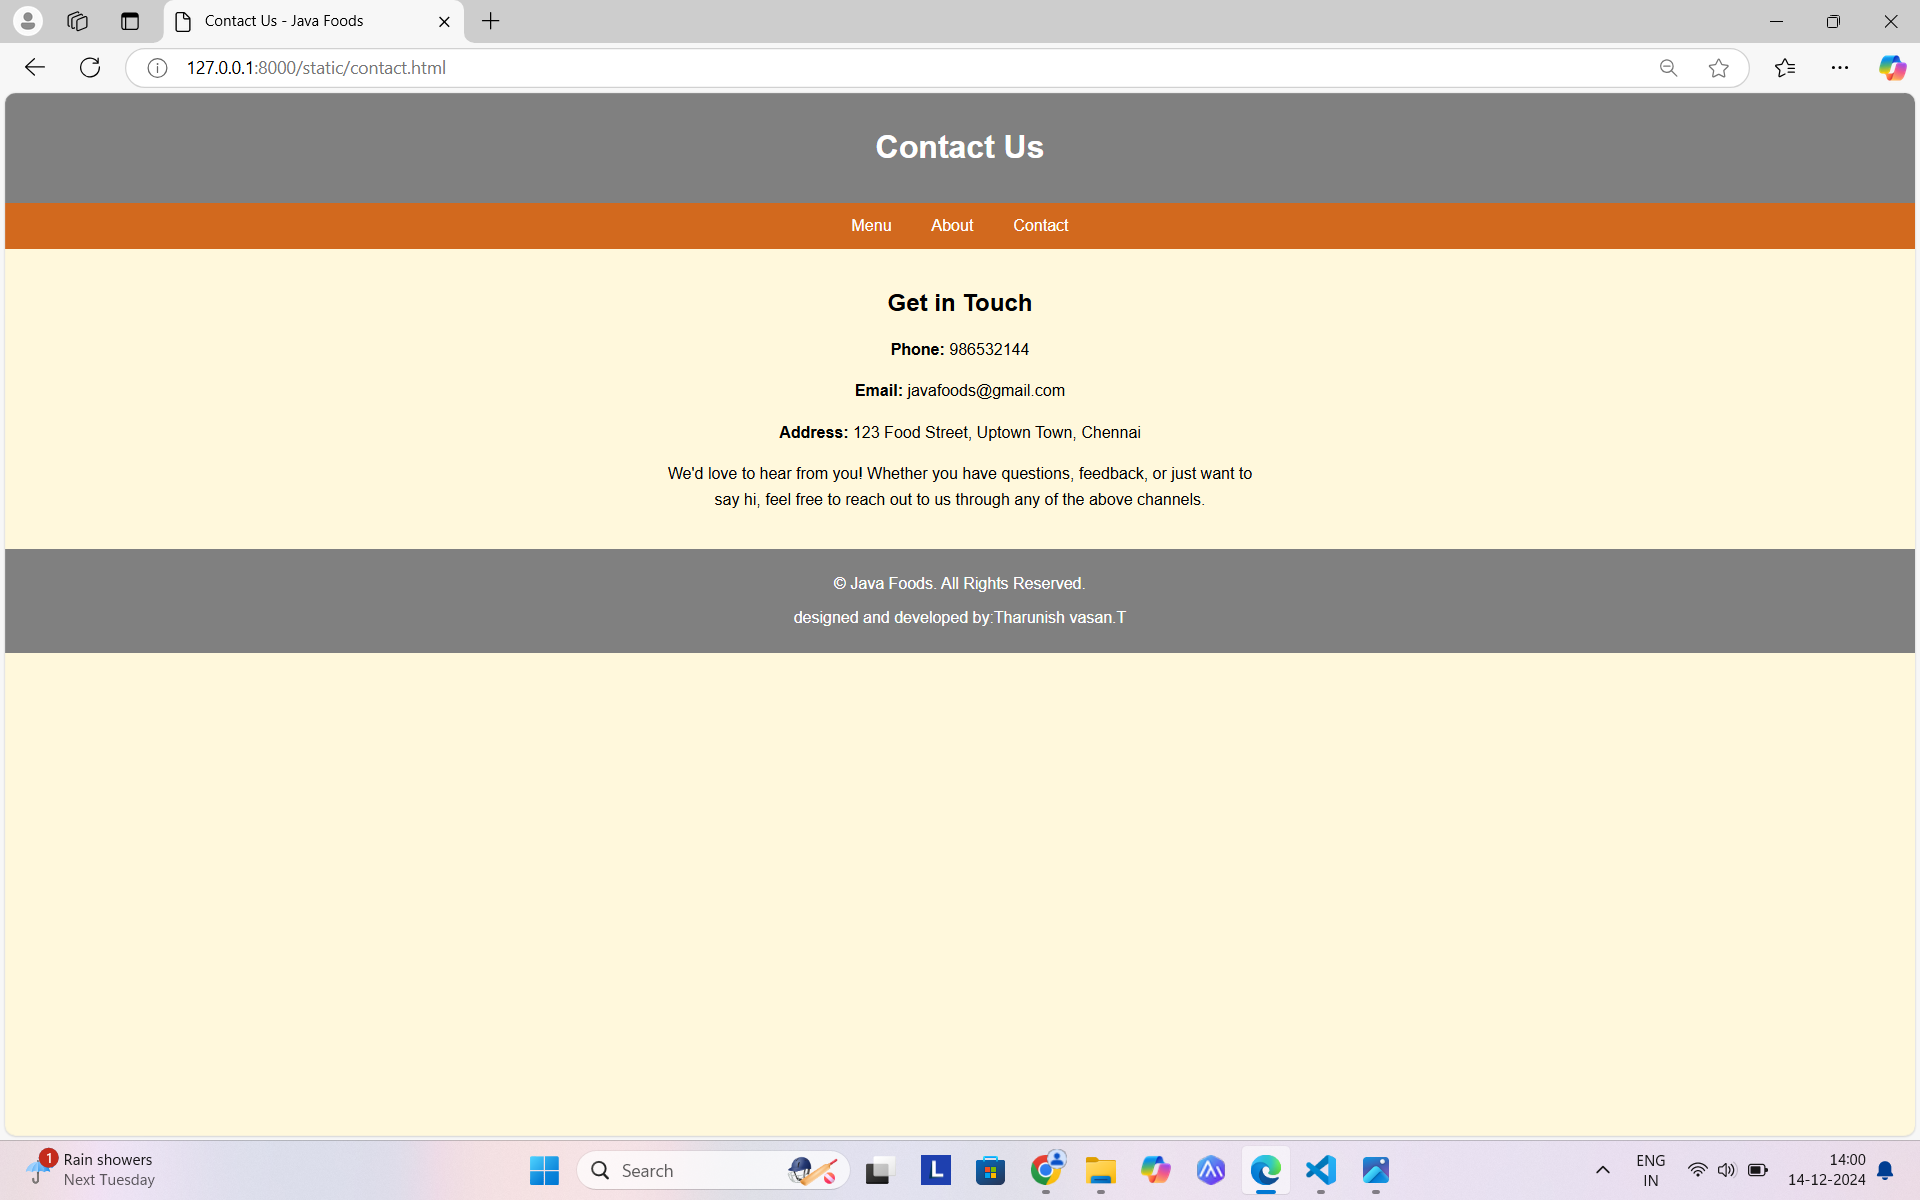 Contact Us - Java Foods
127.0.0.1:8000/static/contact.html
Contact Us
Menu About Contact
Get in Touch
Phone: 986532144
Email: javafoods@gmail.com
Address: 123 Food Street, Uptown Town, Chennai
We'd love to hear from you! Whether you have questions, feedback, or just want to
say hi, feel free to reach out to us through any of the above channels.
© Java Foods. All Rights Reserved.
designed and developed by:Tharunish vasan.T
1
Rain showers
Next Tuesday
Search
L
ENG
IN
14:00
14-12-2024